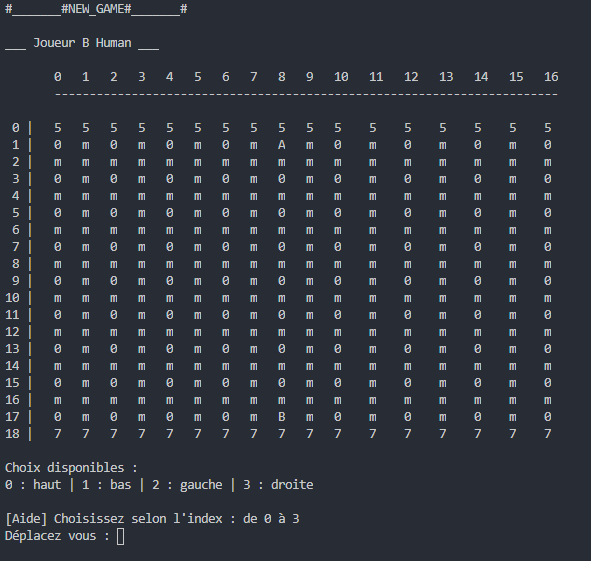 #_______#NEW_GAME#_______#
___ Joueur B Human ___
0 1 2 3 4 5 6 7 8 9 10 11 12 13 14 15 16
------------------------------------------------------------------------
0 | 5 5 5 5 5 5 5 5 5 5 5 5 5 5 5 5 5
1 | 0 m 0 m 0 m 0 m A m 0 m 0 m 0 m 0
2 | m m m m m m m m m m m m m m m m m
3 | 0 m 0 m 0 m 0 m 0 m 0 m 0 m 0 m 0
4 | m m m m m m m m m m m m m m m m m
5 | 0 m 0 m 0 m 0 m 0 m 0 m 0 m 0 m 0
6 | m m m m m m m m m m m m m m m m m
7 | 0 m 0 m 0 m 0 m 0 m 0 m 0 m 0 m 0
8 | m m m m m m m m m m m m m m m m m
9 | 0 m 0 m 0 m 0 m 0 m 0 m 0 m 0 m 0
10 | m m m m m m m m m m m m m m m m m
11 | 0 m 0 m 0 m 0 m 0 m 0 m 0 m 0 m 0
12 | m m m m m m m m m m m m m m m m m
13 | 0 m 0 m 0 m 0 m 0 m 0 m 0 m 0 m 0
14 | m m m m m m m m m m m m m m m m m
15 | 0 m 0 m 0 m 0 m 0 m 0 m 0 m 0 m 0
16 | m m m m m m m m m m m m m m m m m
17 | 0 m 0 m 0 m 0 m B m 0 m 0 m 0 m 0
18 | 7 7 7 7 7 7 7 7 7 7 7 7 7 7 7 7 7
Choix disponibles :
0 : haut | 1 : bas | 2 : gauche | 3 : droite
[Aide] Choisissez selon l'index : de 0 à 3
Déplacez vous :